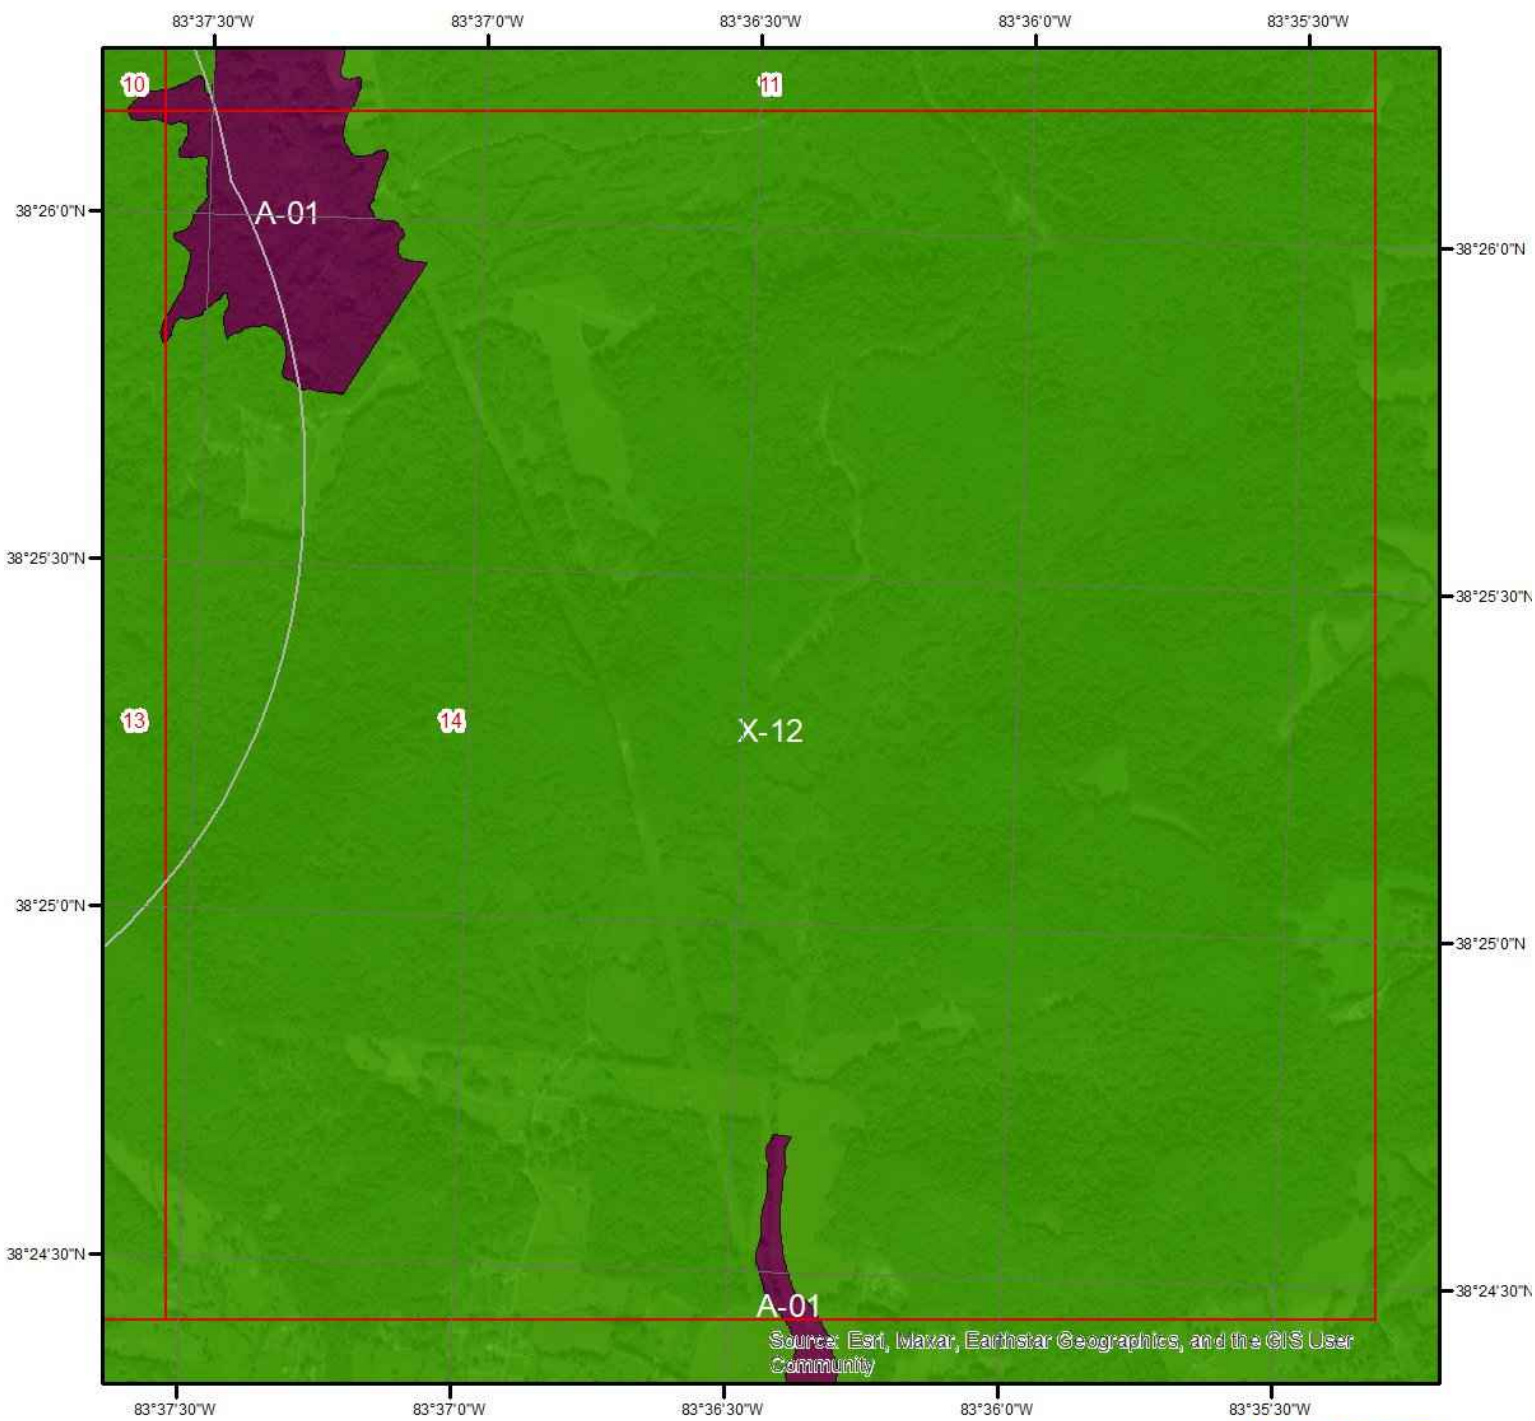 83°37'30"W 83°37'0"W 83°36'30"W 83°36'0"W 83°35'30"W
10 11
A-01
38°26'0"N
38°26'0"N
38°25'30"N
38°25'30"N
13 14 X-12
38°25'0"N
38°25'0"N
38°24'30"N
38°24'30"N
A-01
Source: Esri, Maxar, Earthstar Geographics, and the GIS User
Community
83°37'30"W 83°37'0"W 83°36'30"W 83°36'0"W 83°35'30"W